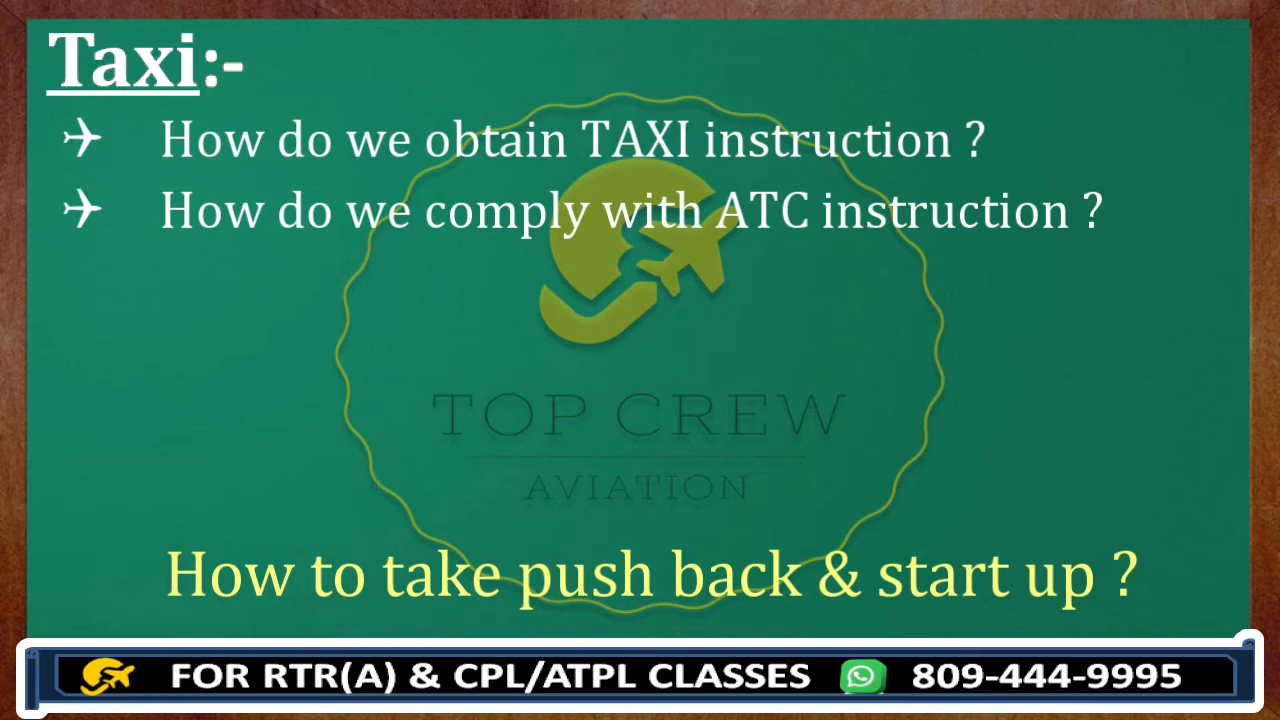 Taxi:-
✈ How do we obtain TAXI instruction ?
✈ How do we comply with ATC instruction ?
TOP CREW
AVIATION
How to take push back & start up ?
FOR RTR(A) & CPL/ATPL CLASSES 809-444-9995